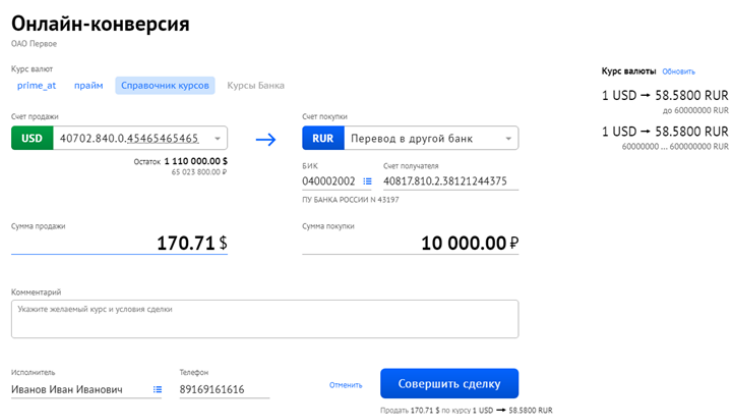 Онлайн-конверсия
ОАО Первое
Курс валют
prime_at прайм Справочник курсов Курсы Банка
Курс валюты Обновить
1 USD → 58.5800 RUR
до 60000000 RUR
1 USD → 58.5800 RUR
60000000 ... 600000000 RUR
Счет продажи Счет покупки
USD 40702.840.0.45465465465 → RUR Перевод в другой банк
Остаток 1 110 000.00 $
65 023 800.00 ₽
БИК Счет получателя
040002002 40817.810.2.38121244375
ПУ БАНКА РОССИИ N 43197
Сумма продажи Сумма покупки
170.71 $ 10 000.00 ₽
Комментарий
Укажите желаемый курс и условия сделки
Исполнитель Телефон
Иванов Иван Иванович 89169161616 Отменить Совершить сделку
Продать 170.71 $ по курсу 1 USD → 58.5800 RUR